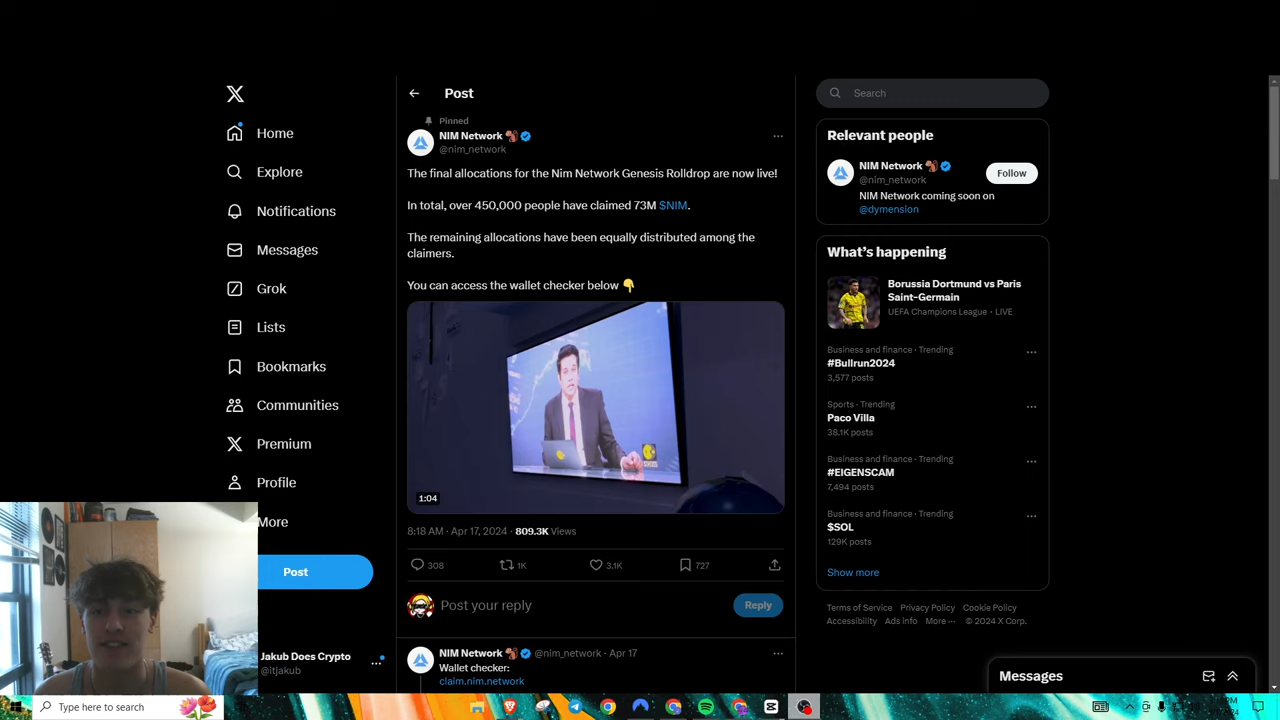 Home
Explore
Notifications
Messages
Grok
Lists
Bookmarks
Communities
Premium
Profile
More
Post
Jakub Does Crypto
@itjakub
Post
Pinned
NIM Network
@nim_network
The final allocations for the Nim Network Genesis Rolldrop are now live!
In total, over 450,000 people have claimed 73M $NIM.
The remaining allocations have been equally distributed among the
claimers.
You can access the wallet checker below 👇
1:04
8:18 AM · Apr 17, 2024 · 809.3K Views
308
1K
3.1K
727
Post your reply
Reply
NIM Network @nim_network · Apr 17
Wallet checker:
claim.nim.network
Search
Relevant people
NIM Network
@nim_network
Follow
NIM Network coming soon on
@dymension
What's happening
Borussia Dortmund vs Paris
Saint-Germain
UEFA Champions League · LIVE
Business and finance · Trending
#Bullrun2024
3,577 posts
Sports · Trending
Paco Villa
38.1K posts
Business and finance · Trending
#EIGENSCAM
7,494 posts
Business and finance · Trending
$SOL
129K posts
Show more
Terms of Service Privacy Policy Cookie Policy
Accessibility Ads info More ··· © 2024 X Corp.
Messages
Type here to search